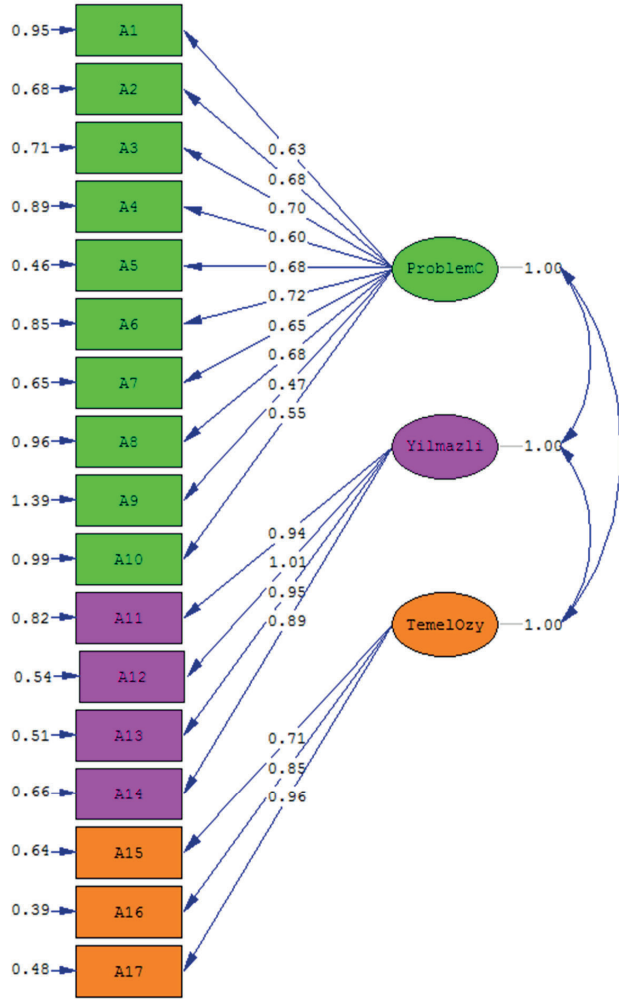 0.95 A1
0.68 A2
0.71 A3 0.63
0.68
0.89 A4 0.70
0.60
0.46 A5 0.68 ProblemC 1.00
0.72
0.85 A6 0.65
0.68
0.65 A7 0.47
0.55
0.96 A8 Yilmazli 1.00
1.39 A9
0.94
0.99 A10 1.01
0.95
0.82 A11 0.89 TemelOzy 1.00
0.54 A12
0.51 A13 0.71
0.85
0.66 A14 0.96
0.64 A15
0.39 A16
0.48 A17